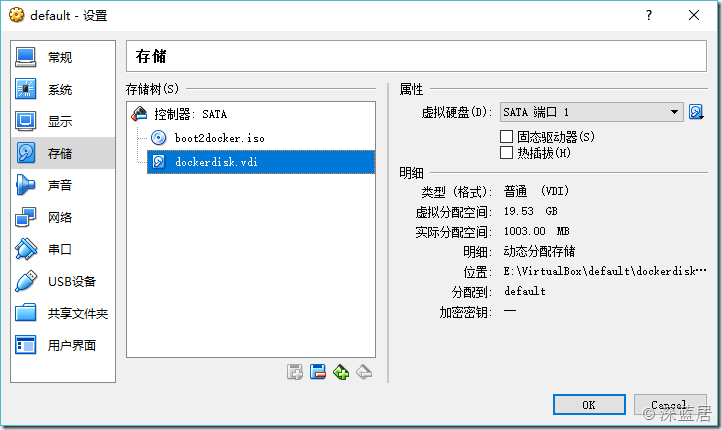 default - 设置
常规
系统
显示
存储
声音
网络
串口
USB设备
共享文件夹
用户界面
存储
存储树(S)
控制器: SATA
boot2docker.iso
dockerdisk.vdi
属性
虚拟硬盘(D): SATA 端口 1
固态驱动器(S)
热插拔(H)
明细
类型 (格式): 普通 (VDI)
虚拟分配空间: 19.53 GB
实际分配空间: 1003.00 MB
明细: 动态分配存储
位置: E:\VirtualBox\default\dockerdisk…
分配到: default
加密密钥: —
OK
Cancel
© 深蓝居